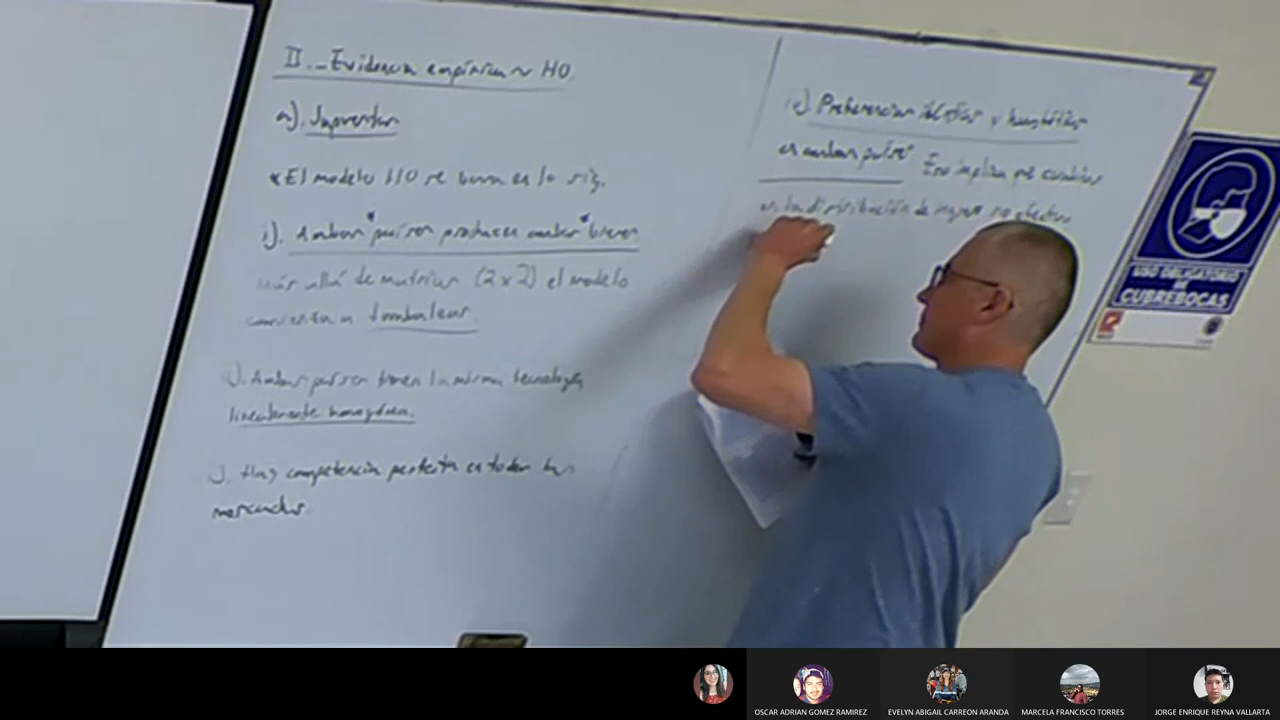 II.- Evidencia empírica ~ HO.
a). Supuestos
* El modelo HO se basa en lo sig.
i). Ambos países producen ambos bienes
más allá de matrices (2x2) el modelo
comienza a tambalear.
Ambos países tienen la misma tecnología
linealmente homogénea.
Hay competencia perfecta en todos los
mercados.
Preferencias idénticas y homotéticas
en ambos países Eso implica que cambios
en la distribución de ingreso no afectan
USO OBLIGATORIO
DE
CUBREBOCAS
OSCAR ADRIAN GOMEZ RAMIREZ
EVELYN ABIGAIL CARREON ARANDA
MARCELA FRANCISCO TORRES
JORGE ENRIQUE REYNA VALLARTA